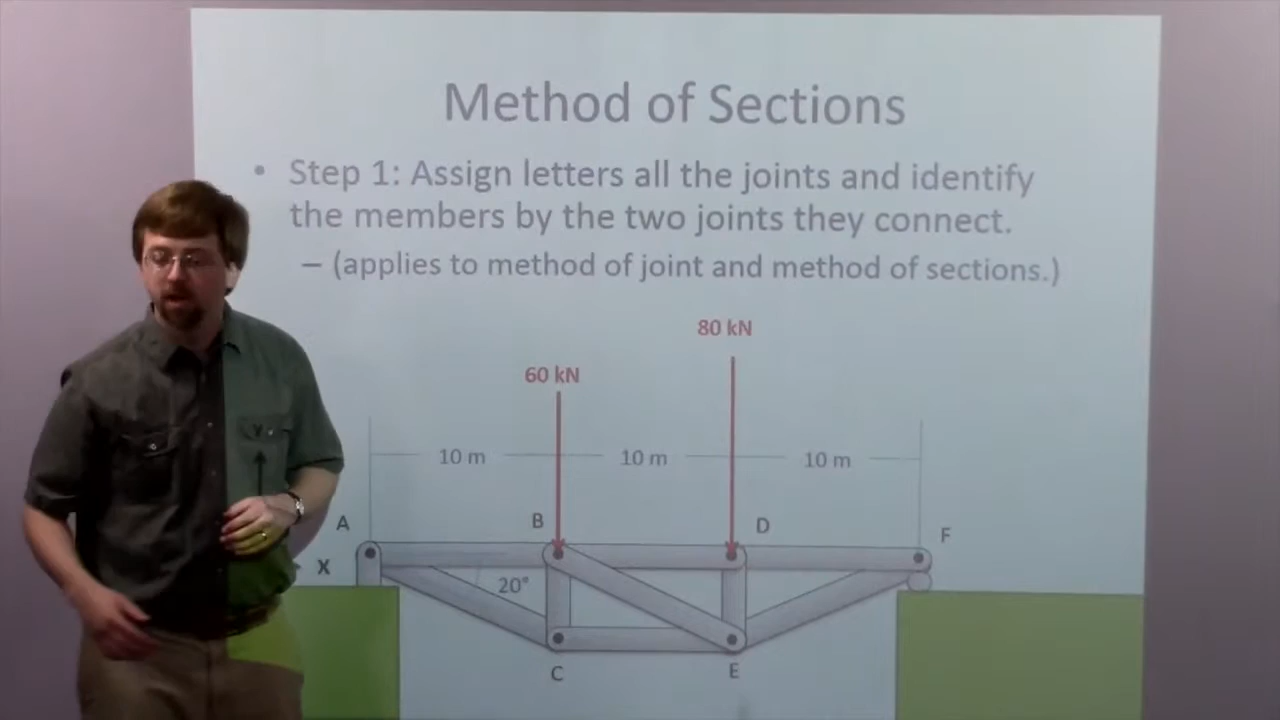 Method of Sections
• Step 1: Assign letters all the joints and identify
the members by the two joints they connect.
– (applies to method of joint and method of sections.)
80 kN
60 kN
10 m 10 m 10 m
Y
A B D F
X
20°
C E